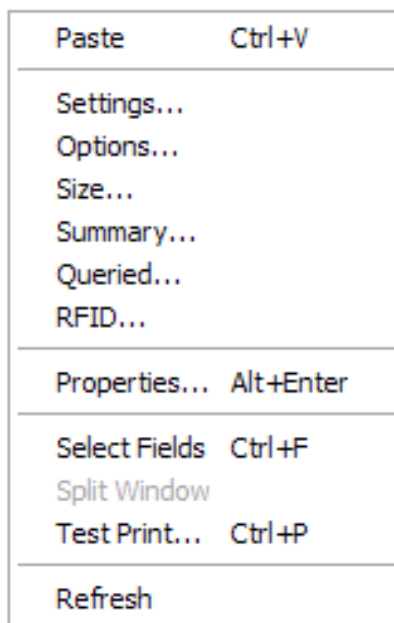 Paste Ctrl+V
Settings...
Options...
Size...
Summary...
Queried...
RFID...
Properties... Alt+Enter
Select Fields Ctrl+F
Split Window
Test Print... Ctrl+P
Refresh